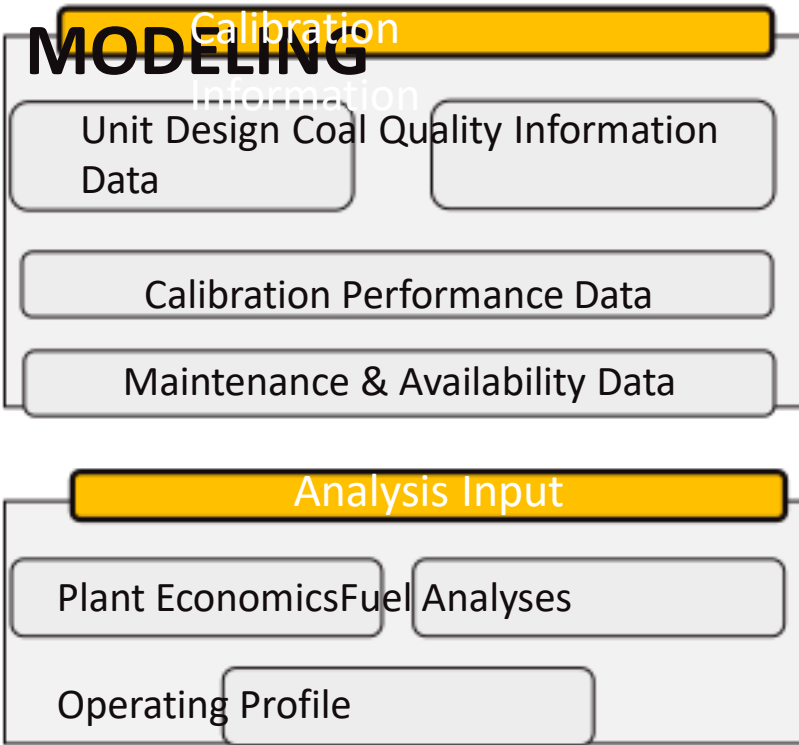 Calibration
MODELING
Information
Unit Design Coal Quality Information
Data
Calibration Performance Data
Maintenance & Availability Data
Analysis Input
Plant EconomicsFuel Analyses
Operating Profile